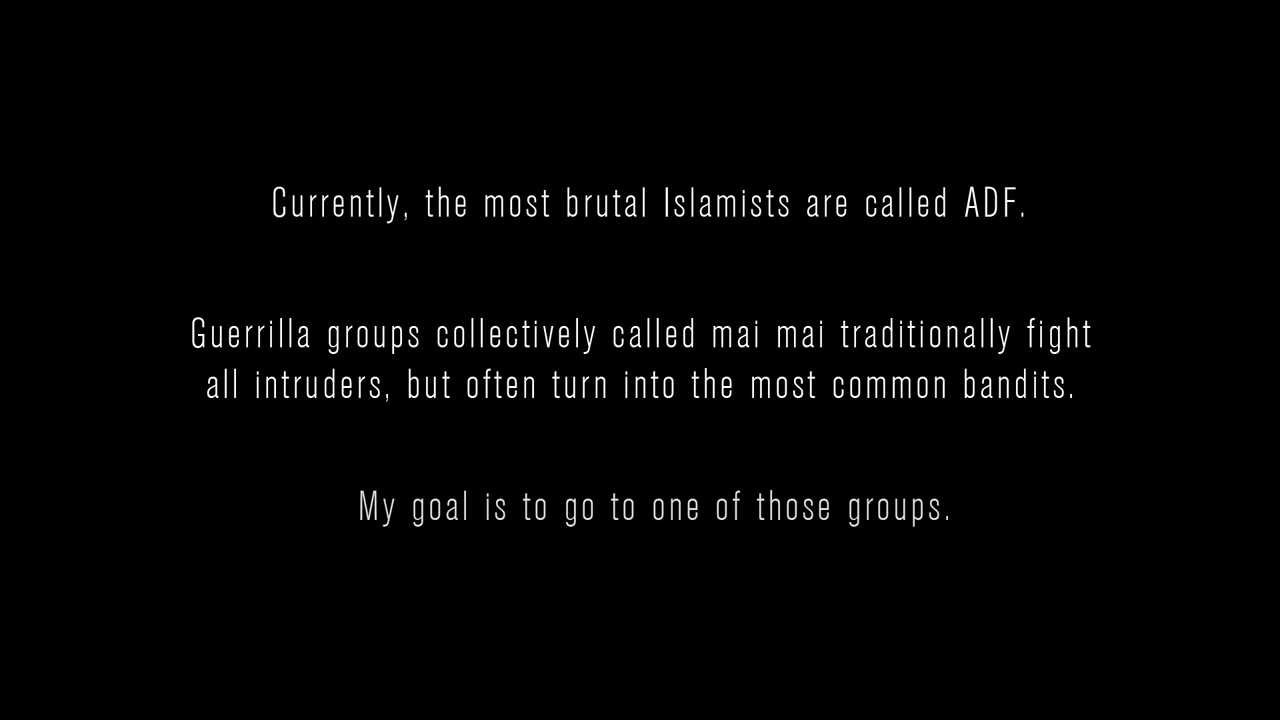 Currently, the most brutal Islamists are called ADF.
Guerrilla groups collectively called mai mai traditionally fight
all intruders, but often turn into the most common bandits.
My goal is to go to one of those groups.